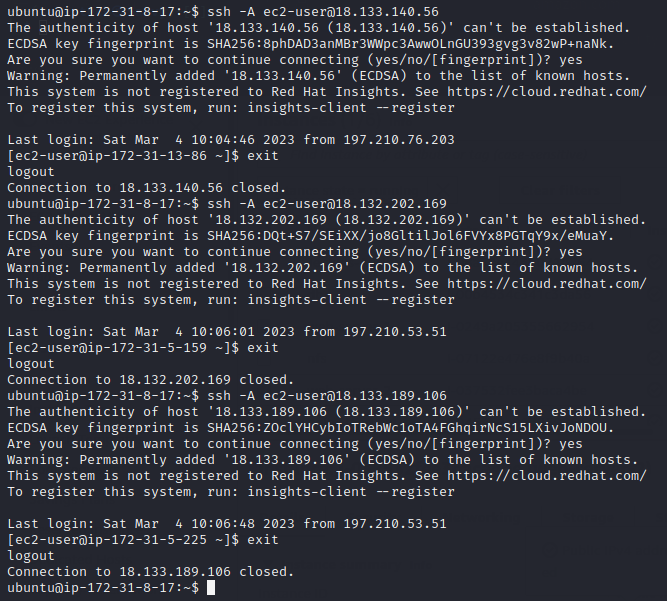 ubuntu@ip-172-31-8-17:~$ ssh -A ec2-user@18.133.140.56
The authenticity of host '18.133.140.56 (18.133.140.56)' can't be established.
ECDSA key fingerprint is SHA256:8phDAD3anMBr3WWpc3AwwOLnGU393gvg3v82wP+naNk.
Are you sure you want to continue connecting (yes/no/[fingerprint])? yes
Warning: Permanently added '18.133.140.56' (ECDSA) to the list of known hosts.
This system is not registered to Red Hat Insights. See https://cloud.redhat.com/
To register this system, run: insights-client --register
Last login: Sat Mar  4 10:04:46 2023 from 197.210.76.203
[ec2-user@ip-172-31-13-86 ~]$ exit
logout
Connection to 18.133.140.56 closed.
ubuntu@ip-172-31-8-17:~$ ssh -A ec2-user@18.132.202.169
The authenticity of host '18.132.202.169 (18.132.202.169)' can't be established.
ECDSA key fingerprint is SHA256:DQt+S7/SEiXX/jo8GltilJol6FVYx8PGTqY9x/eMuaY.
Are you sure you want to continue connecting (yes/no/[fingerprint])? yes
Warning: Permanently added '18.132.202.169' (ECDSA) to the list of known hosts.
This system is not registered to Red Hat Insights. See https://cloud.redhat.com/
To register this system, run: insights-client --register
Last login: Sat Mar  4 10:06:01 2023 from 197.210.53.51
[ec2-user@ip-172-31-5-159 ~]$ exit
logout
Connection to 18.132.202.169 closed.
ubuntu@ip-172-31-8-17:~$ ssh -A ec2-user@18.133.189.106
The authenticity of host '18.133.189.106 (18.133.189.106)' can't be established.
ECDSA key fingerprint is SHA256:ZOclYHCybIoTRebWc1oTA4FGhqirNcS15LXivJoNDOU.
Are you sure you want to continue connecting (yes/no/[fingerprint])? yes
Warning: Permanently added '18.133.189.106' (ECDSA) to the list of known hosts.
This system is not registered to Red Hat Insights. See https://cloud.redhat.com/
To register this system, run: insights-client --register
Last login: Sat Mar  4 10:06:48 2023 from 197.210.53.51
[ec2-user@ip-172-31-5-225 ~]$ exit
logout
Connection to 18.133.189.106 closed.
ubuntu@ip-172-31-8-17:~$